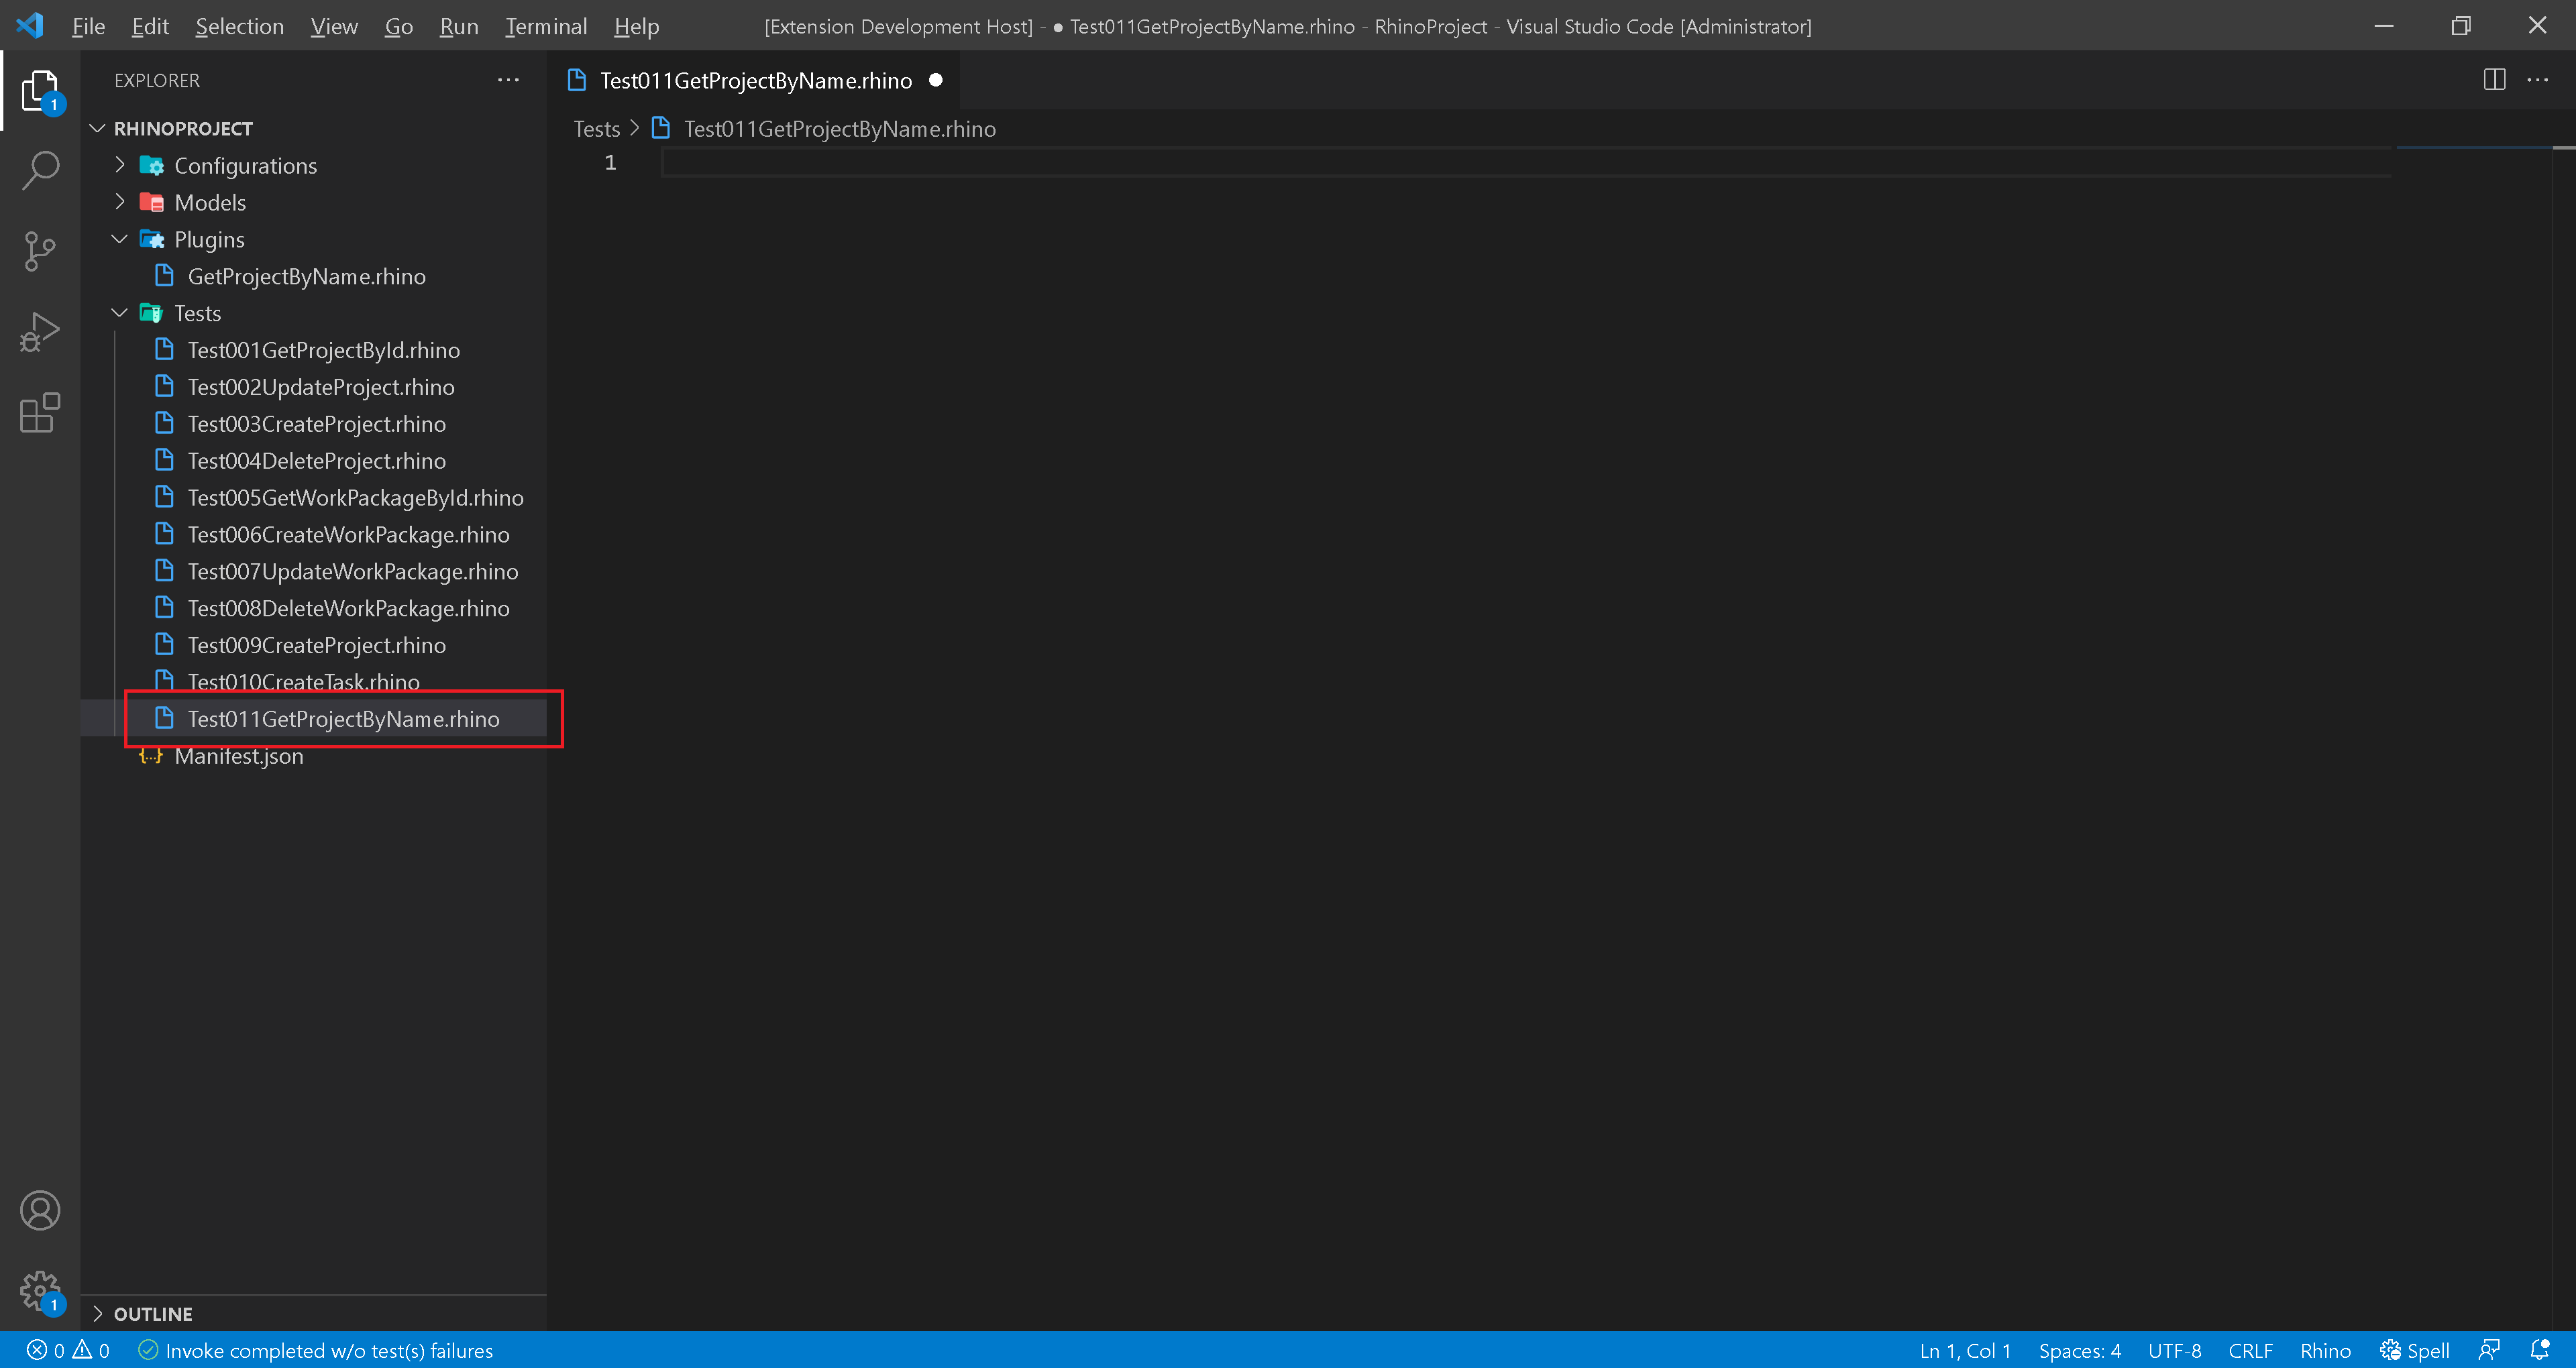 File Edit Selection View Go Run Terminal Help [Extension Development Host] - ● Test011GetProjectByName.rhino - RhinoProject - Visual Studio Code [Administrator]
1
EXPLORER ···
Test011GetProjectByName.rhino ●
RHINOPROJECT
Tests > Test011GetProjectByName.rhino
1
Configurations
Models
Plugins
GetProjectByName.rhino
Tests
Test001GetProjectById.rhino
Test002UpdateProject.rhino
Test003CreateProject.rhino
Test004DeleteProject.rhino
Test005GetWorkPackageById.rhino
Test006CreateWorkPackage.rhino
Test007UpdateWorkPackage.rhino
Test008DeleteWorkPackage.rhino
Test009CreateProject.rhino
Test010CreateTask.rhino
Test011GetProjectByName.rhino
{..} Manifest.json
1
OUTLINE
0 0 Invoke completed w/o test(s) failures Ln 1, Col 1 Spaces: 4 UTF-8 CRLF Rhino Spell